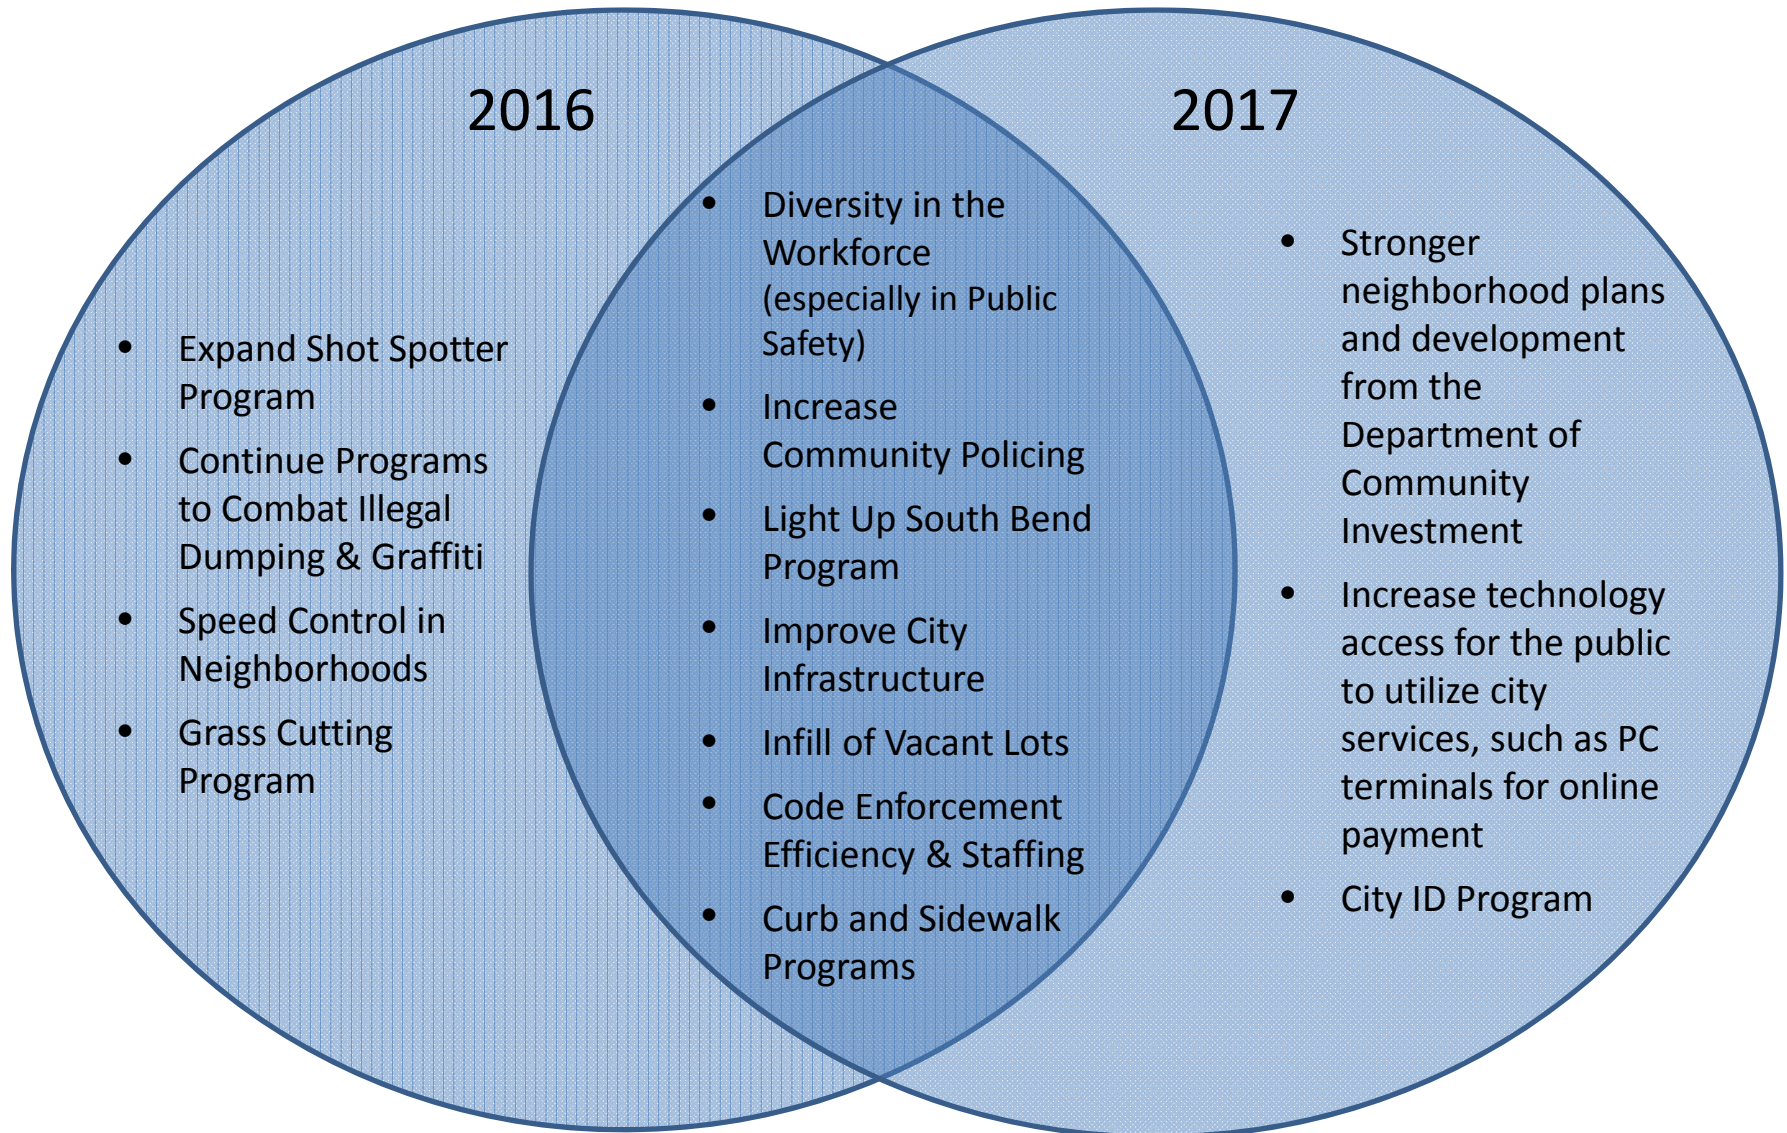 2016
• Expand Shot Spotter
Program
• Continue Programs
to Combat Illegal
Dumping & Graffiti
• Speed Control in
Neighborhoods
• Grass Cutting
Program
• Diversity in the
Workforce
(especially in Public
Safety)
• Increase
Community Policing
• Light Up South Bend
Program
• Improve City
Infrastructure
• Infill of Vacant Lots
• Code Enforcement
Efficiency & Staffing
• Curb and Sidewalk
Programs
2017
• Stronger
neighborhood plans
and development
from the
Department of
Community
Investment
• Increase technology
access for the public
to utilize city
services, such as PC
terminals for online
payment
• City ID Program